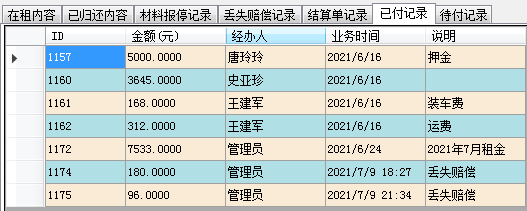 在租内容 已归还内容 材料报停记录 丢失赔偿记录 结算单记录 已付记录 待付记录
ID 金额(元) 经办人 业务时间 说明
1157 5000.0000 唐玲玲 2021/6/16 押金
1160 3645.0000 史亚珍 2021/6/16
1161 168.0000 王建军 2021/6/16 装车费
1162 312.0000 王建军 2021/6/16 运费
1172 7533.0000 管理员 2021/6/24 2021年7月租金
1174 180.0000 管理员 2021/7/9 18:27 丢失赔偿
1175 96.0000 管理员 2021/7/9 21:34 丢失赔偿